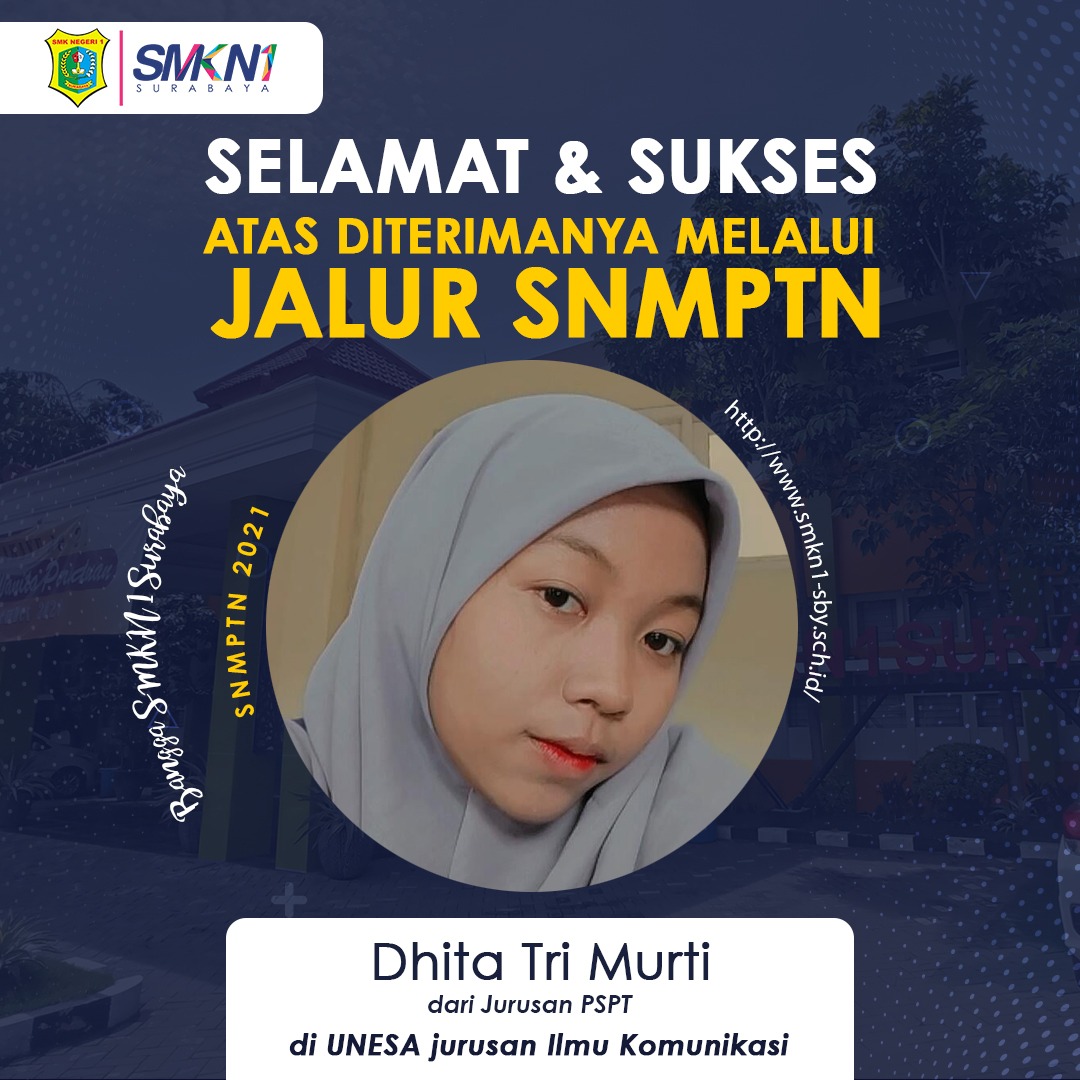 SMK NEGERI 1
SMKN1
SURABAYA
SELAMAT & SUKSES
ATAS DITERIMANYA MELALUI
JALUR SNMPTN
Bangga SMKN 1 Surabaya
SNMPTN 2021
http://www.smkn1-sby.sch.id/
Dhita Tri Murti
dari Jurusan PSPT
di UNESA jurusan Ilmu Komunikasi